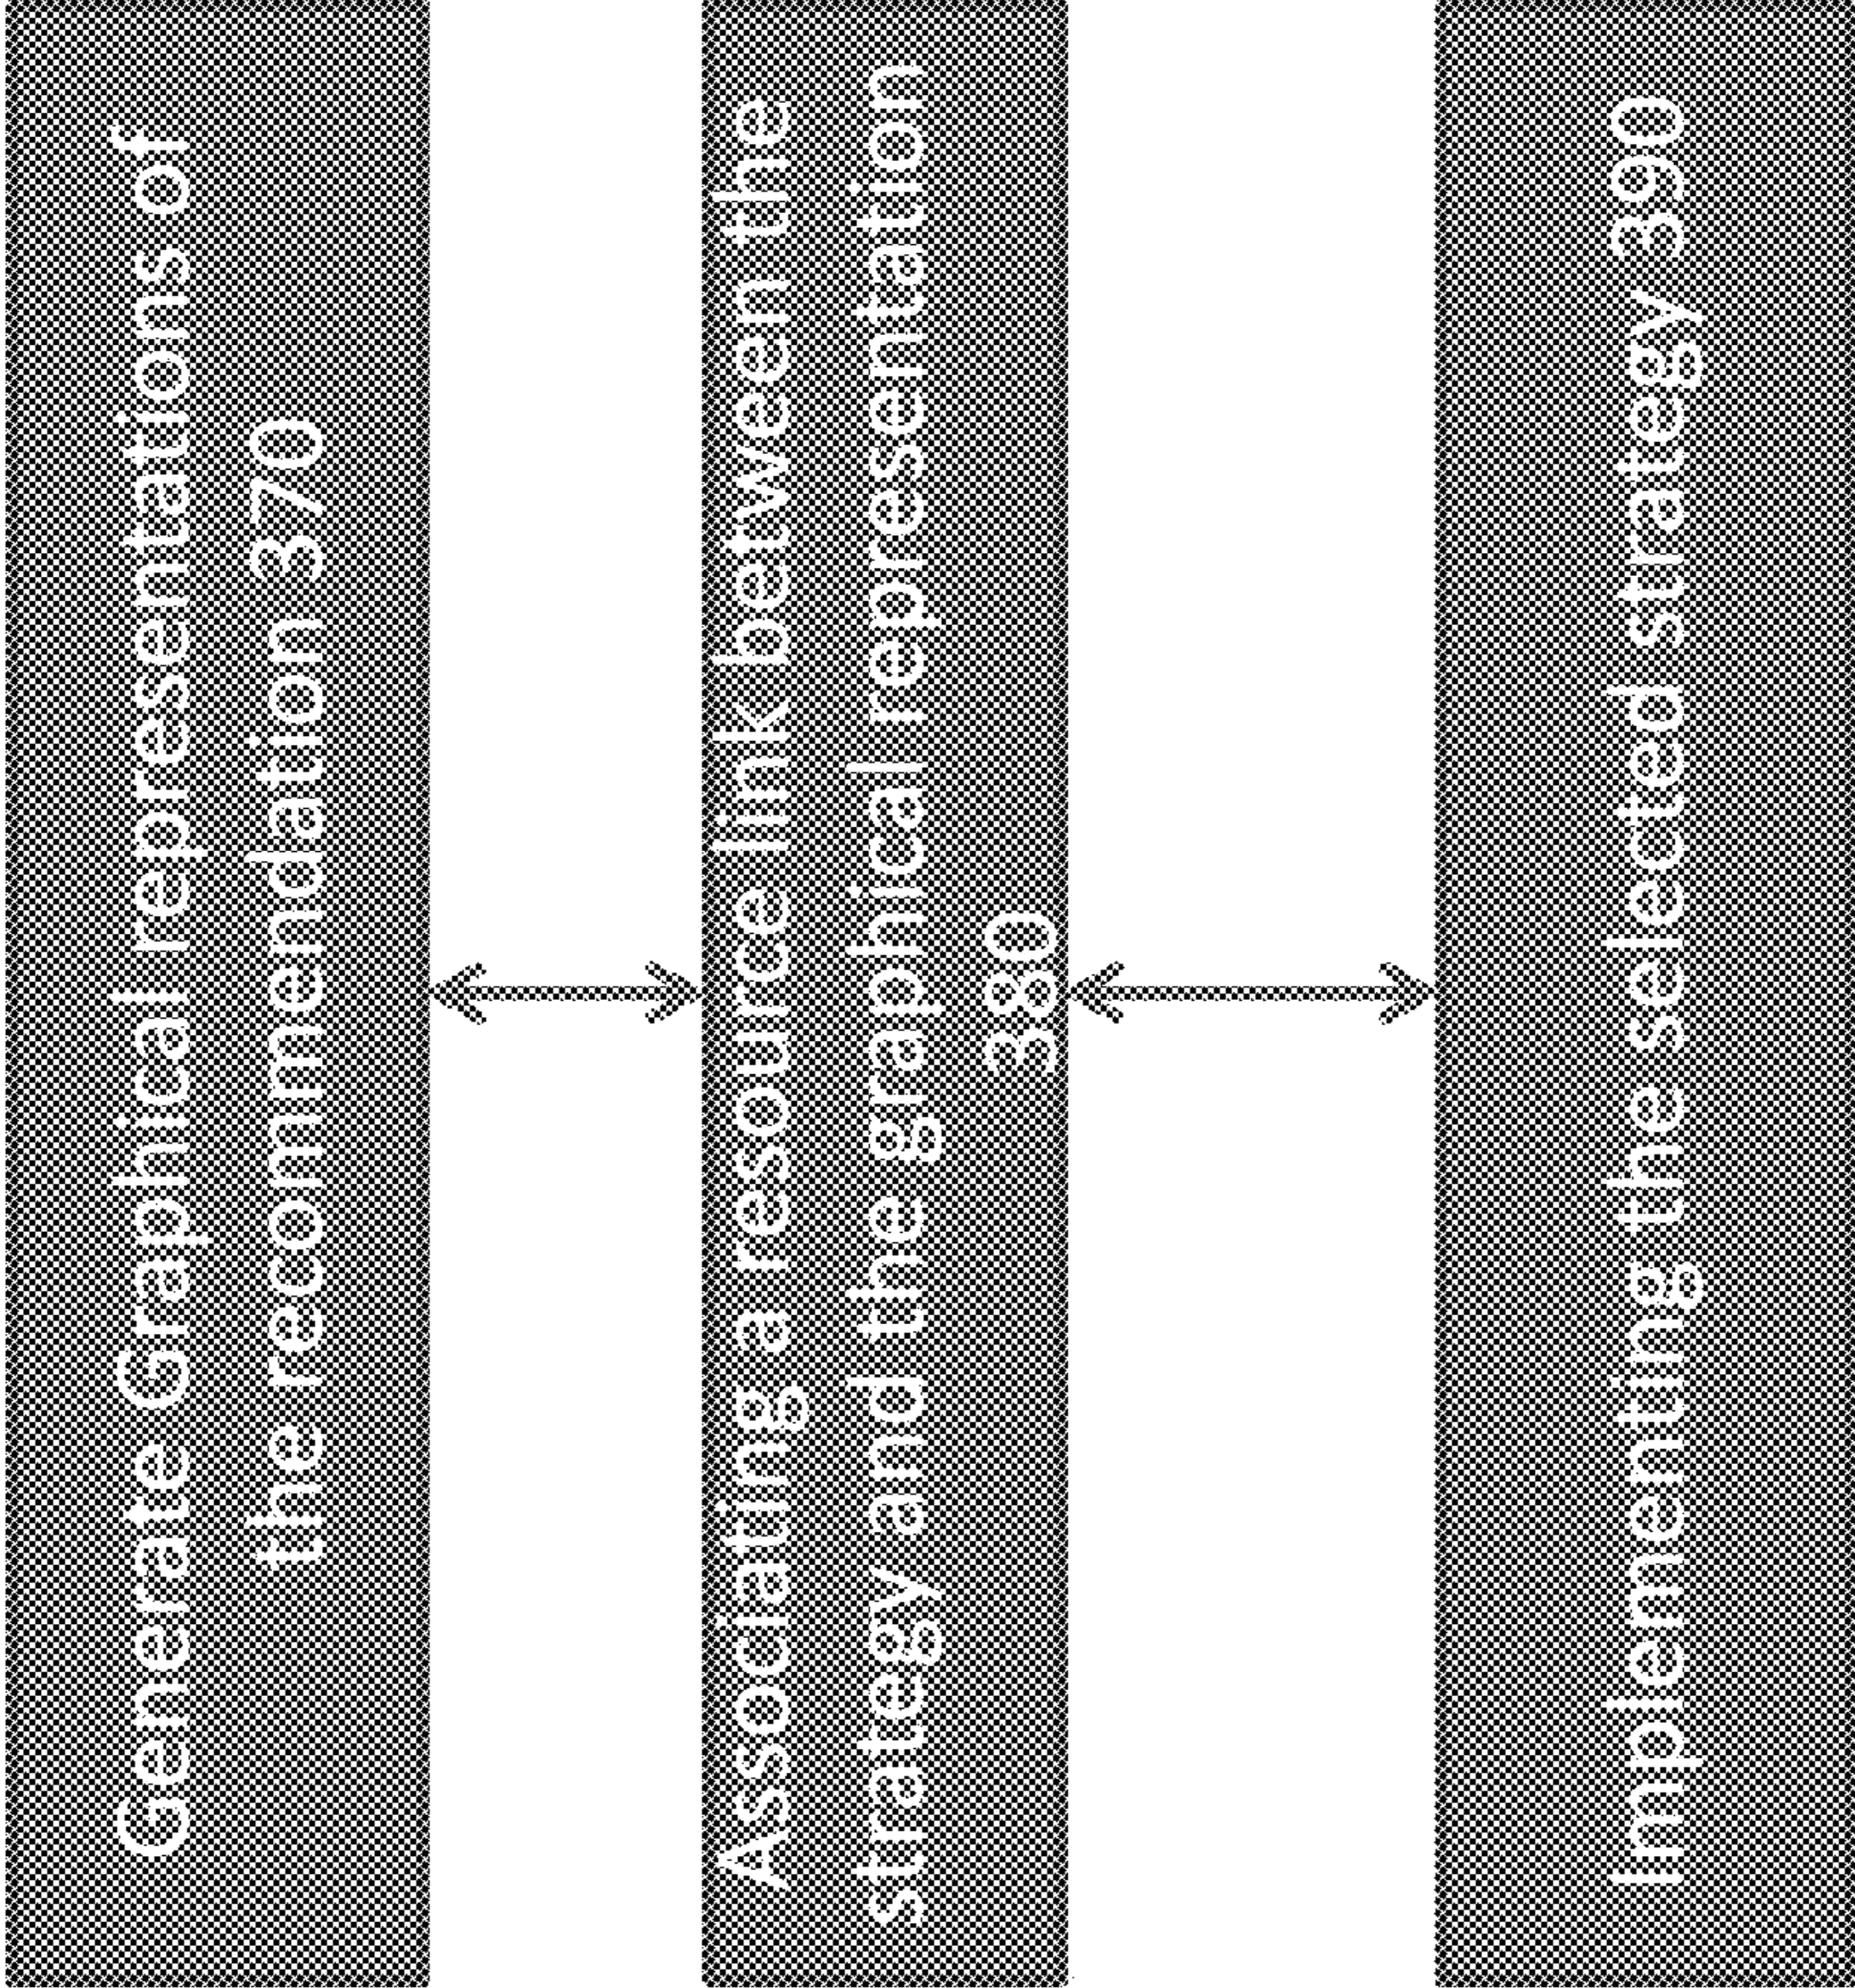 Generate Graphical representations of
the recommendation 370
Associating a resource link between the
strategy and the graphical representation
380
Implementing the selected strategy 390